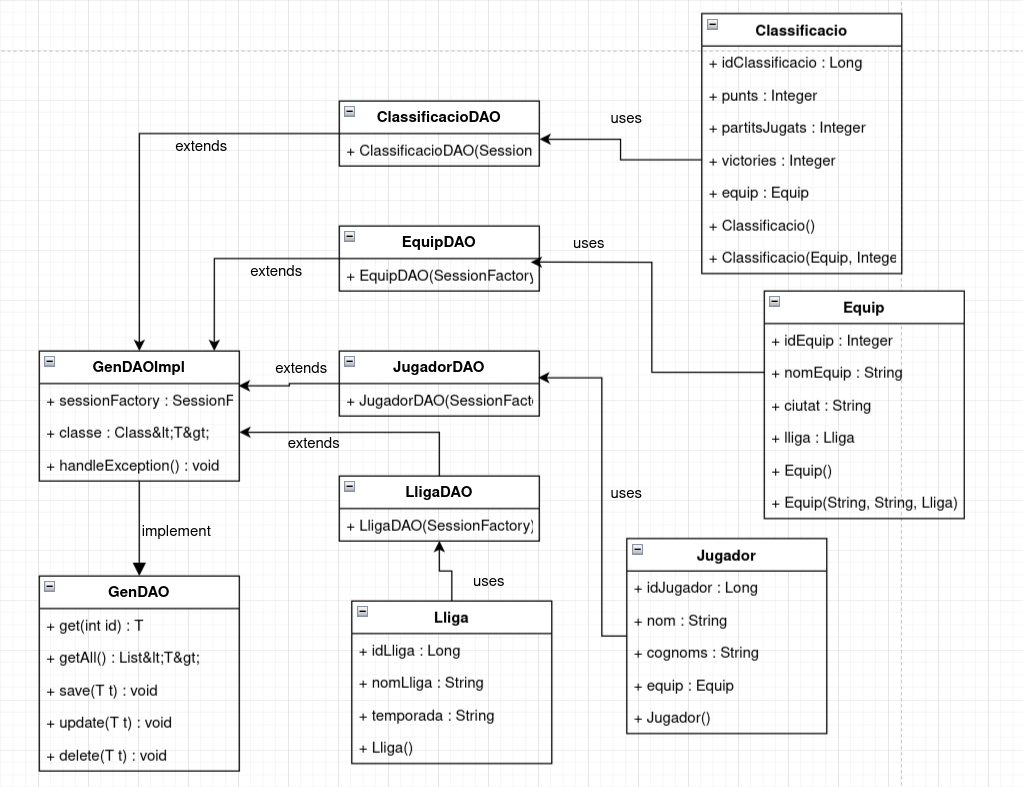 Classificacio
+ idClassificacio : Long
+ punts : Integer
+ partitsJugats : Integer
+ victories : Integer
+ equip : Equip
+ Classificacio()
+ Classificacio(Equip, Intege
ClassificacioDAO
+ ClassificacioDAO(Session
uses
extends
EquipDAO
+ EquipDAO(SessionFactory
uses
extends
Equip
+ idEquip : Integer
+ nomEquip : String
+ ciutat : String
+ lliga : Lliga
+ Equip()
+ Equip(String, String, Lliga)
GenDAOImpl
+ sessionFactory : SessionF
+ classe : Class&lt;T&gt;
+ handleException() : void
extends
JugadorDAO
+ JugadorDAO(SessionFact
extends
LligaDAO
+ LligaDAO(SessionFactory)
uses
implement
uses
Jugador
+ idJugador : Long
+ nom : String
+ cognoms : String
+ equip : Equip
+ Jugador()
GenDAO
+ get(int id) : T
+ getAll() : List&lt;T&gt;
+ save(T t) : void
+ update(T t) : void
+ delete(T t) : void
Lliga
+ idLliga : Long
+ nomLliga : String
+ temporada : String
+ Lliga()